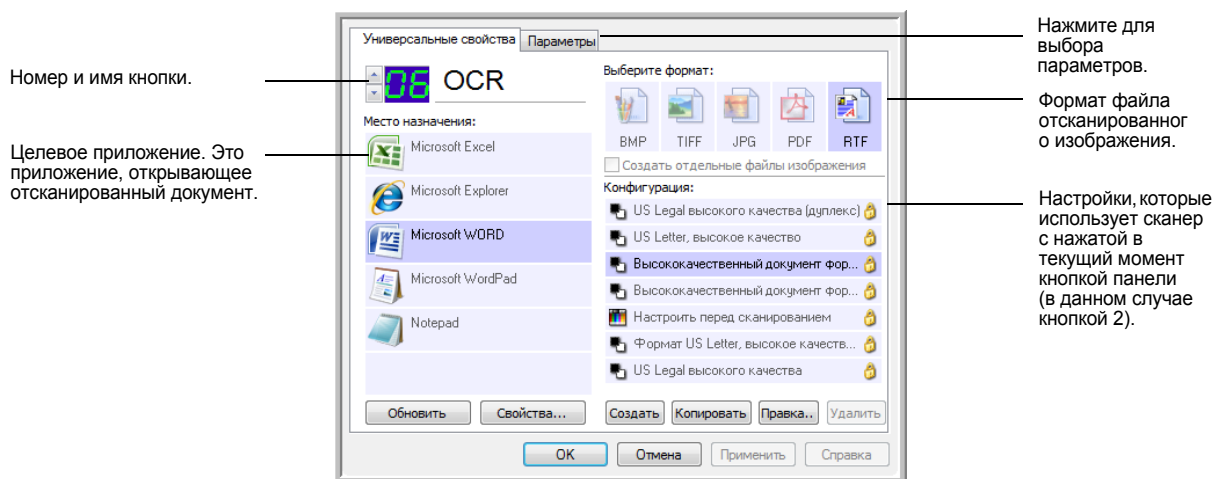 Номер и имя кнопки.
Целевое приложение. Это
приложение, открывающее
отсканированный документ.
Универсальные свойства
Параметры
06
OCR
Место назначения:
Microsoft Excel
Microsoft Explorer
Microsoft WORD
Microsoft WordPad
Notepad
Обновить
Свойства...
Выберите формат:
BMP
TIFF
JPG
PDF
RTF
Создать отдельные файлы изображения
Конфигурация:
US Legal высокого качества (дуплекс)
US Letter, высокое качество
Высококачественный документ фор...
Высококачественный документ фор...
Настроить перед сканированием
Формат US Letter, высокое качеств...
US Legal высокого качества
Создать
Копировать
Правка..
Удалить
OK
Отмена
Применить
Справка
Нажмите для
выбора
параметров.
Формат файла
отсканированног
о изображения.
Настройки, которые
использует сканер
с нажатой в
текущий момент
кнопкой панели
(в данном случае
кнопкой 2).